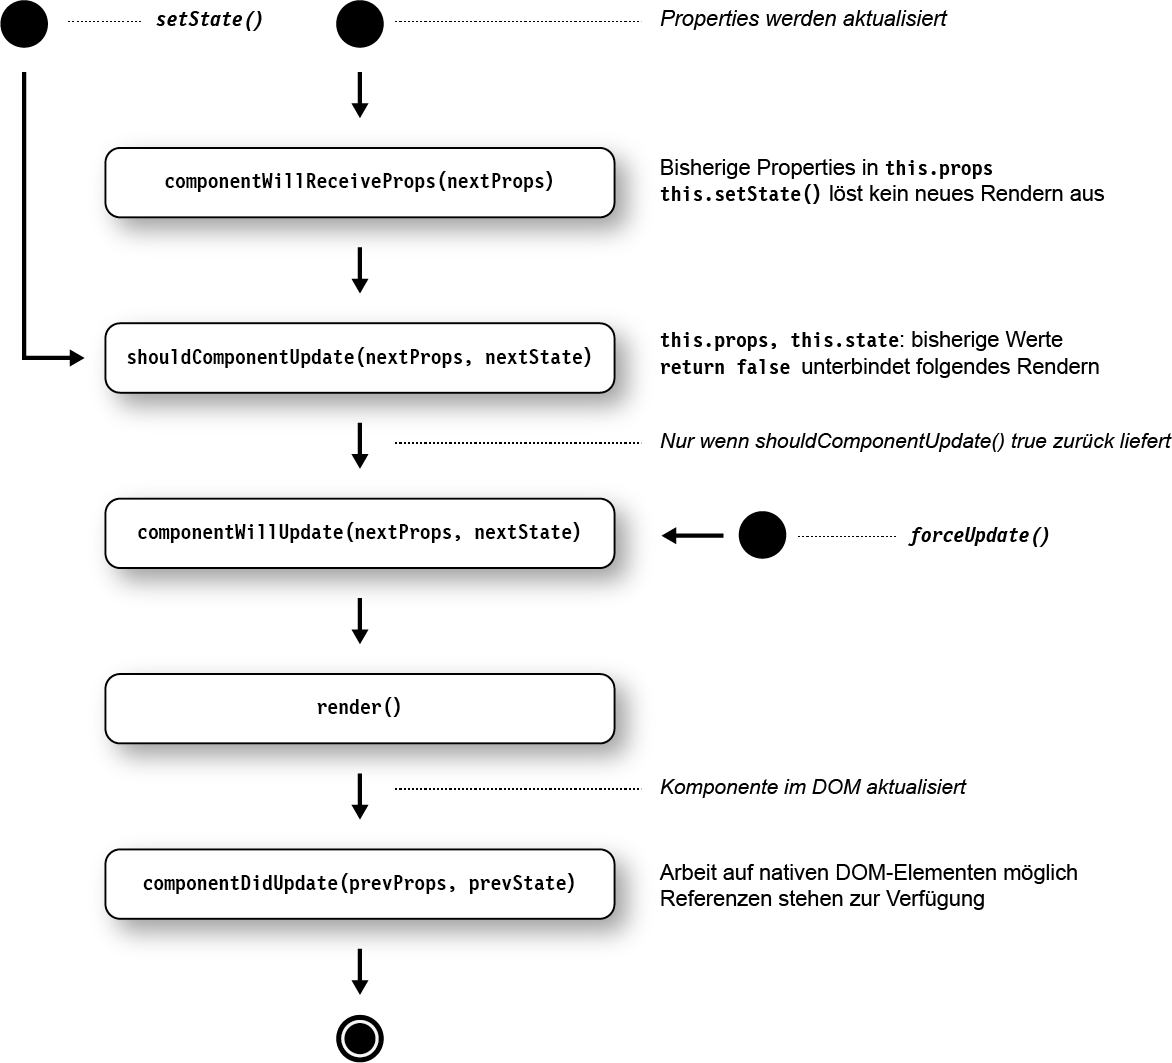 setState()
Properties werden aktualisiert
componentWillReceiveProps(nextProps)
Bisherige Properties in this.props
this.setState() löst kein neues Rendern aus
shouldComponentUpdate(nextProps, nextState)
this.props, this.state: bisherige Werte
return false unterbindet folgendes Rendern
Nur wenn shouldComponentUpdate() true zurück liefert
componentWillUpdate(nextProps, nextState)
forceUpdate()
render()
Komponente im DOM aktualisiert
componentDidUpdate(prevProps, prevState)
Arbeit auf nativen DOM-Elementen möglich
Referenzen stehen zur Verfügung